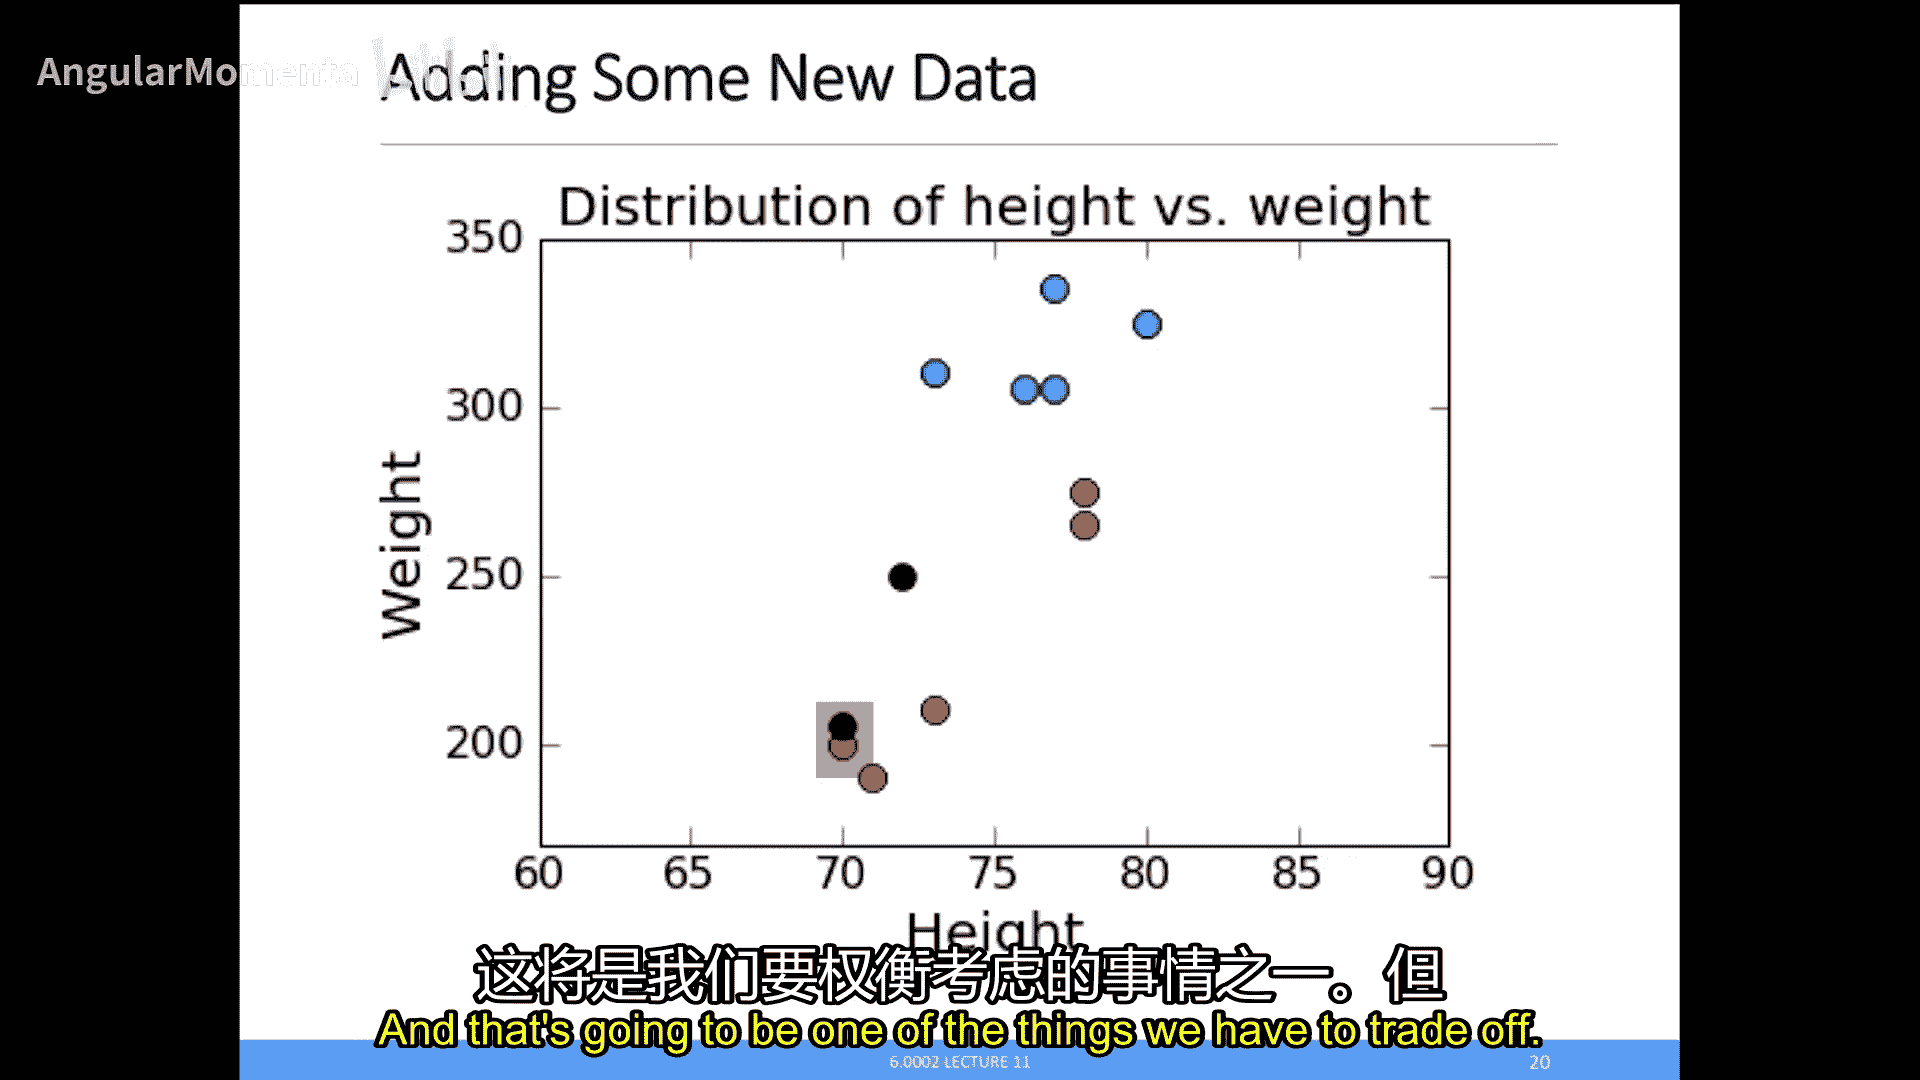 AngularMomenta
Adding Some New Data
Distribution of height vs. weight
350
300
250
200
Weight
60 65 70 75 80 85 90
Height
这将是我们要权衡考虑的事情之一。但
And that's going to be one of the things we have to trade off.
6.0002 LECTURE 11
20